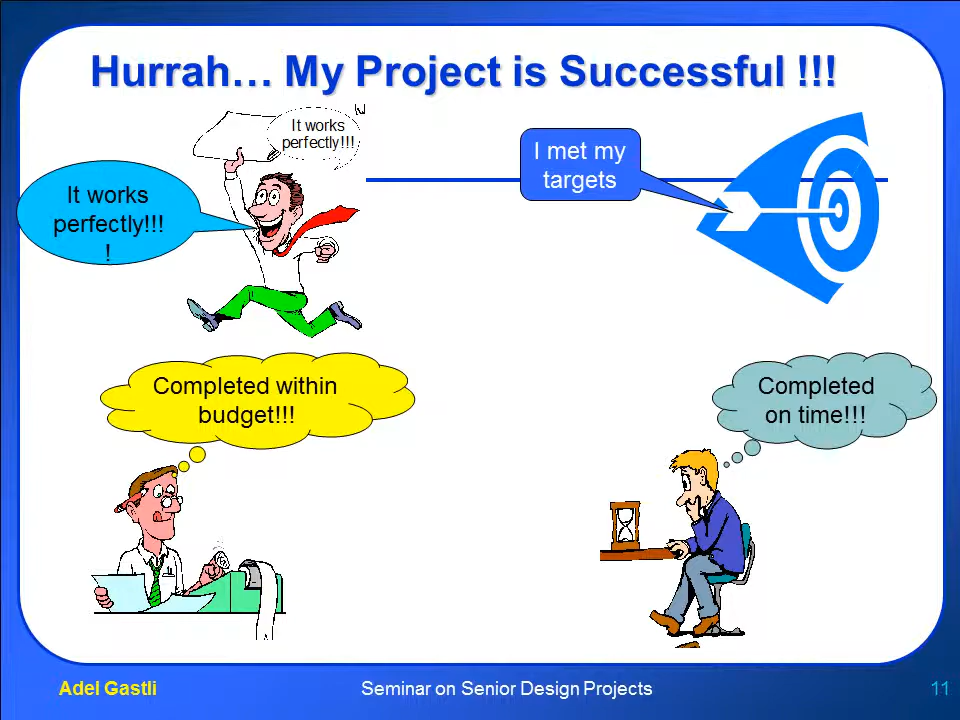 Hurrah… My Project is Successful !!!
It works
perfectly!!!
I met my
targets
It works
perfectly!!!
!
Completed within
budget!!!
Completed
on time!!!
Adel Gastli
Seminar on Senior Design Projects
11